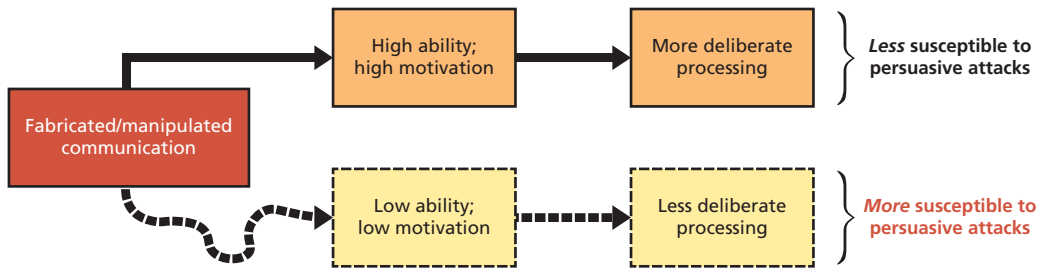 Fabricated/manipulated
communication
High ability;
high motivation
More deliberate
processing
Less susceptible to
persuasive attacks
Low ability;
low motivation
Less deliberate
processing
More susceptible to
persuasive attacks